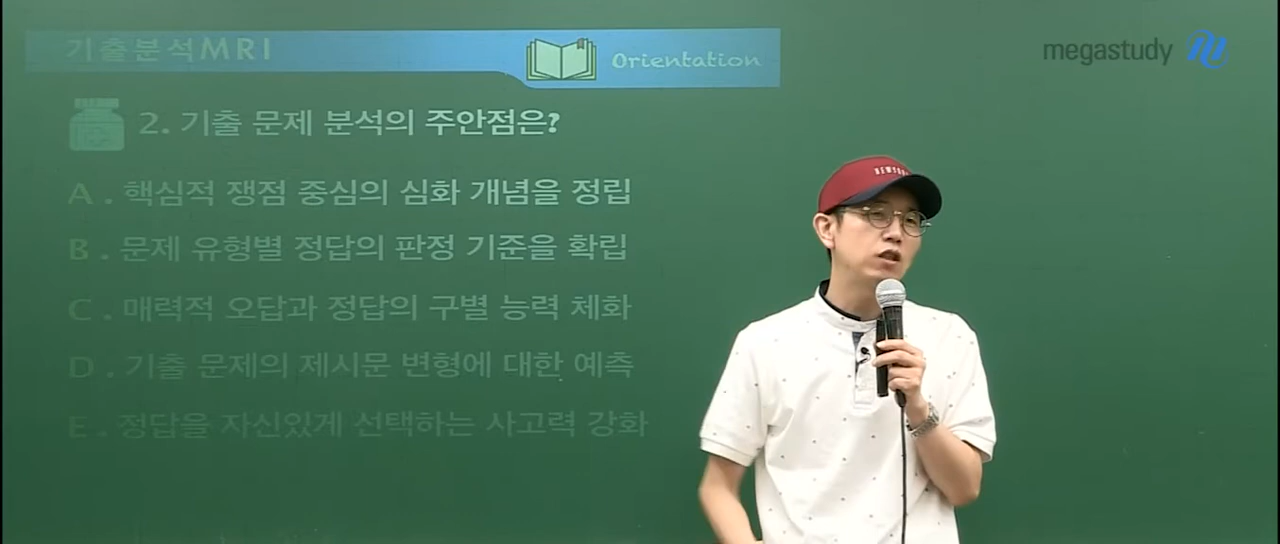 기출분석MRI
Orientation
megastudy
2. 기출 문제 분석의 주안점은?
A. 핵심적 쟁점 중심의 심화 개념을 정립
B. 문제 유형별 정답의 판정 기준을 확립
C. 매력적 오답과 정답의 구별 능력 체화
D. 기출 문제의 제시문 변형에 대한 예측
E. 정답을 자신있게 선택하는 사고력 강화